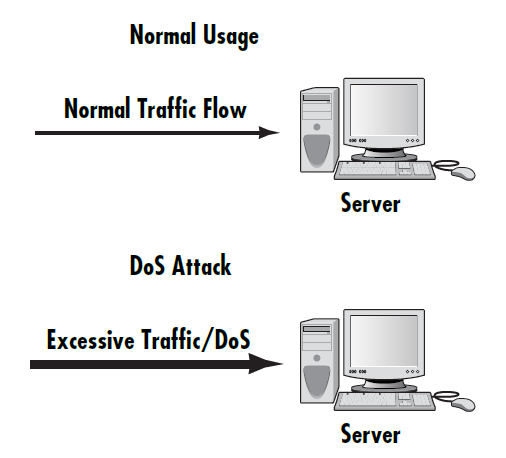 Normal Usage
Normal Traffic Flow
Server
DoS Attack
Excessive Traffic/DoS
Server